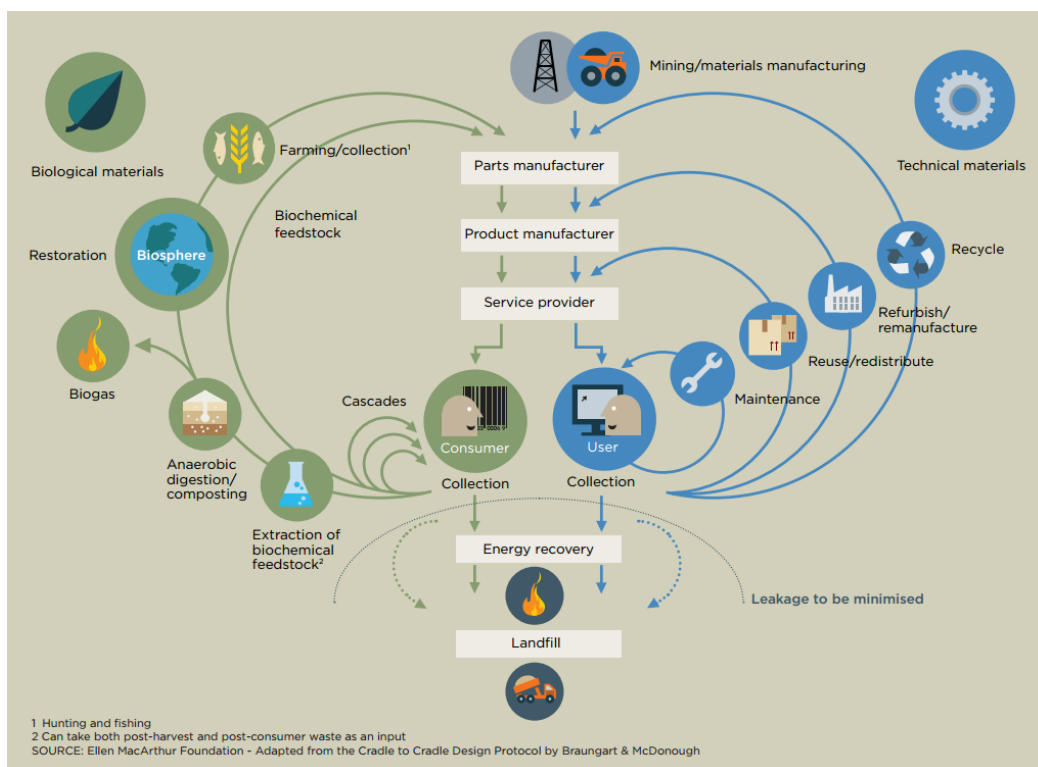 Mining/materials manufacturing
Biological materials
Farming/collection¹
Parts manufacturer
Technical materials
Biochemical
feedstock
Product manufacturer
Restoration
Biosphere
Recycle
Service provider
Refurbish/
remanufacture
Reuse/redistribute
Biogas
Cascades
Maintenance
Consumer
User
Anaerobic
digestion/
composting
Collection
Collection
Extraction of
biochemical
feedstock²
Energy recovery
Leakage to be minimised
Landfill
1 Hunting and fishing
2 Can take both post-harvest and post-consumer waste as an input
SOURCE: Ellen MacArthur Foundation - Adapted from the Cradle to Cradle Design Protocol by Braungart & McDonough